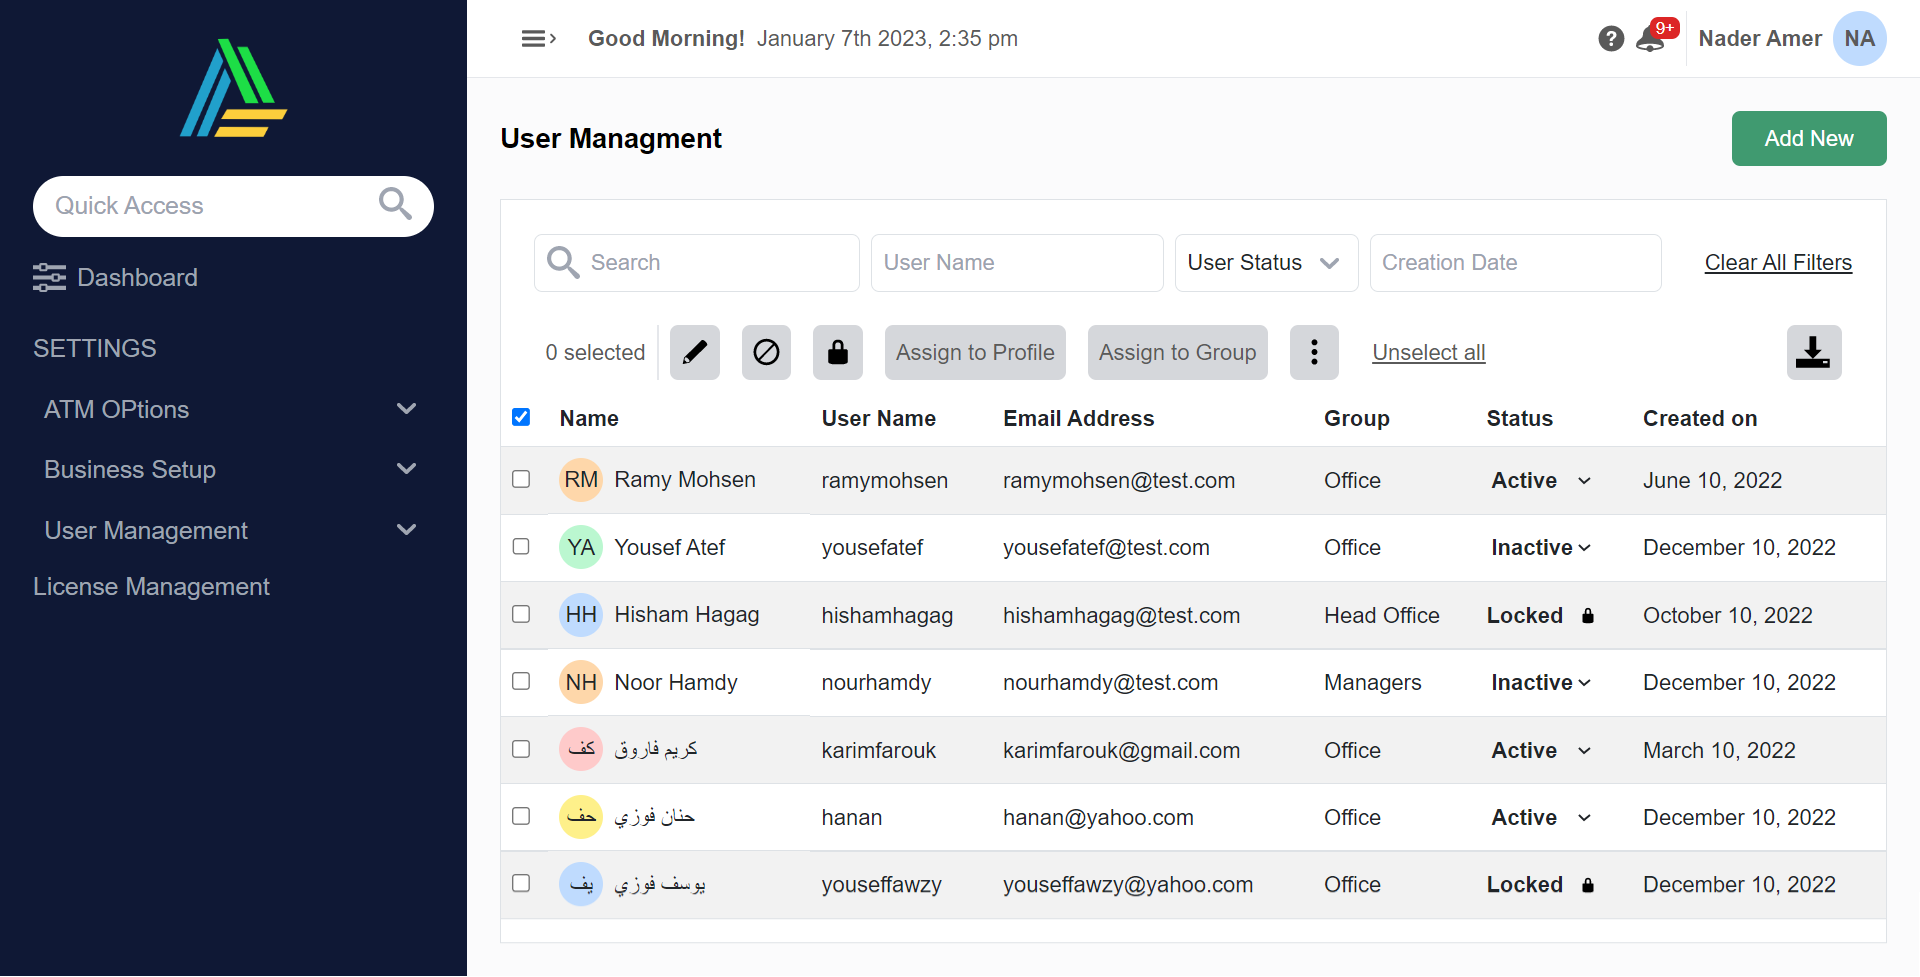 Good Morning! January 7th 2023, 2:35 pm
9+
Nader Amer NA
Quick Access
Dashboard
SETTINGS
ATM OPtions
Business Setup
User Management
License Management
User Managment
Add New
Search User Name User Status Creation Date Clear All Filters
0 selected Assign to Profile Assign to Group Unselect all
Name User Name Email Address Group Status Created on
RM Ramy Mohsen ramymohsen ramymohsen@test.com Office Active June 10, 2022
YA Yousef Atef yousefatef yousefatef@test.com Office Inactive December 10, 2022
HH Hisham Hagag hishamhagag hishamhagag@test.com Head Office Locked October 10, 2022
NH Noor Hamdy nourhamdy nourhamdy@test.com Managers Inactive December 10, 2022
كف كريم فاروق karimfarouk karimfarouk@gmail.com Office Active March 10, 2022
حف حنان فوزي hanan hanan@yahoo.com Office Active December 10, 2022
يف يوسف فوزي youseffawzy youseffawzy@yahoo.com Office Locked December 10, 2022